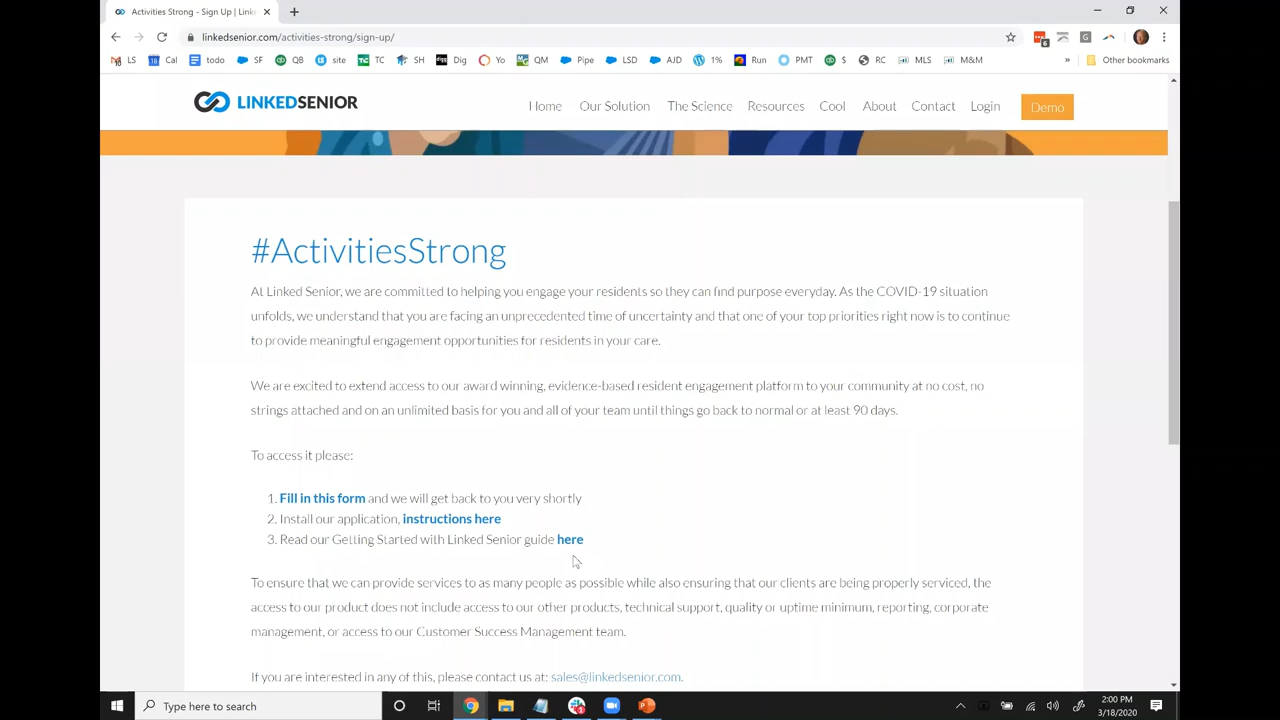 Activities Strong - Sign Up | Link
linkedsenior.com/activities-strong/sign-up/
6
LS Cal todo SF QB site TC SH Dig Yo QM Pipe LSD AJD 1% Run PMT $ RC MLS M&M » Other bookmarks
LINKEDSENIOR Home Our Solution The Science Resources Cool About Contact Login Demo
#ActivitiesStrong
At Linked Senior, we are committed to helping you engage your residents so they can find purpose everyday. As the COVID-19 situation
unfolds, we understand that you are facing an unprecedented time of uncertainty and that one of your top priorities right now is to continue
to provide meaningful engagement opportunities for residents in your care.
We are excited to extend access to our award winning, evidence-based resident engagement platform to your community at no cost, no
strings attached and on an unlimited basis for you and all of your team until things go back to normal or at least 90 days.
To access it please:
1. Fill in this form and we will get back to you very shortly
2. Install our application, instructions here
3. Read our Getting Started with Linked Senior guide here
To ensure that we can provide services to as many people as possible while also ensuring that our clients are being properly serviced, the
access to our product does not include access to our other products, technical support, quality or uptime minimum, reporting, corporate
management, or access to our Customer Success Management team.
If you are interested in any of this, please contact us at: sales@linkedsenior.com.
Type here to search
2:00 PM
3/18/2020